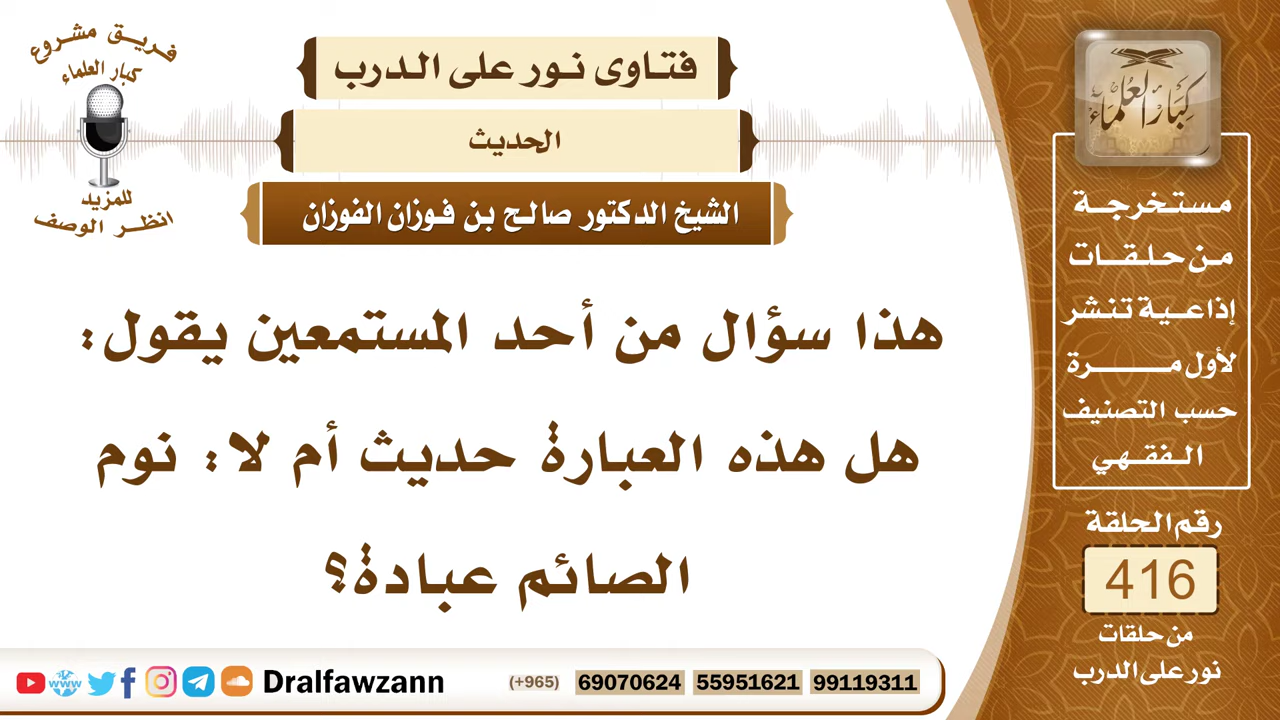 فريق مشروع
كبار العلماء
للمزيد
انظر الوصف
فتاوى نور على الدرب
الحديث
الشيخ الدكتور صالح بن فوزان الفوزان
هذا سؤال من أحد المستمعين يقول:
هل هذه العبارة حديث أم لا: نوم
الصائم عبادة؟
كبار العلماء
مستخرجة
من حلقات
إذاعية تنشر
لأول مرة
حسب التصنيف
الفقهي
رقم الحلقة
416
من حلقات
نور على الدرب
www Dralfawzann (+965) 69070624 55951621 99119311